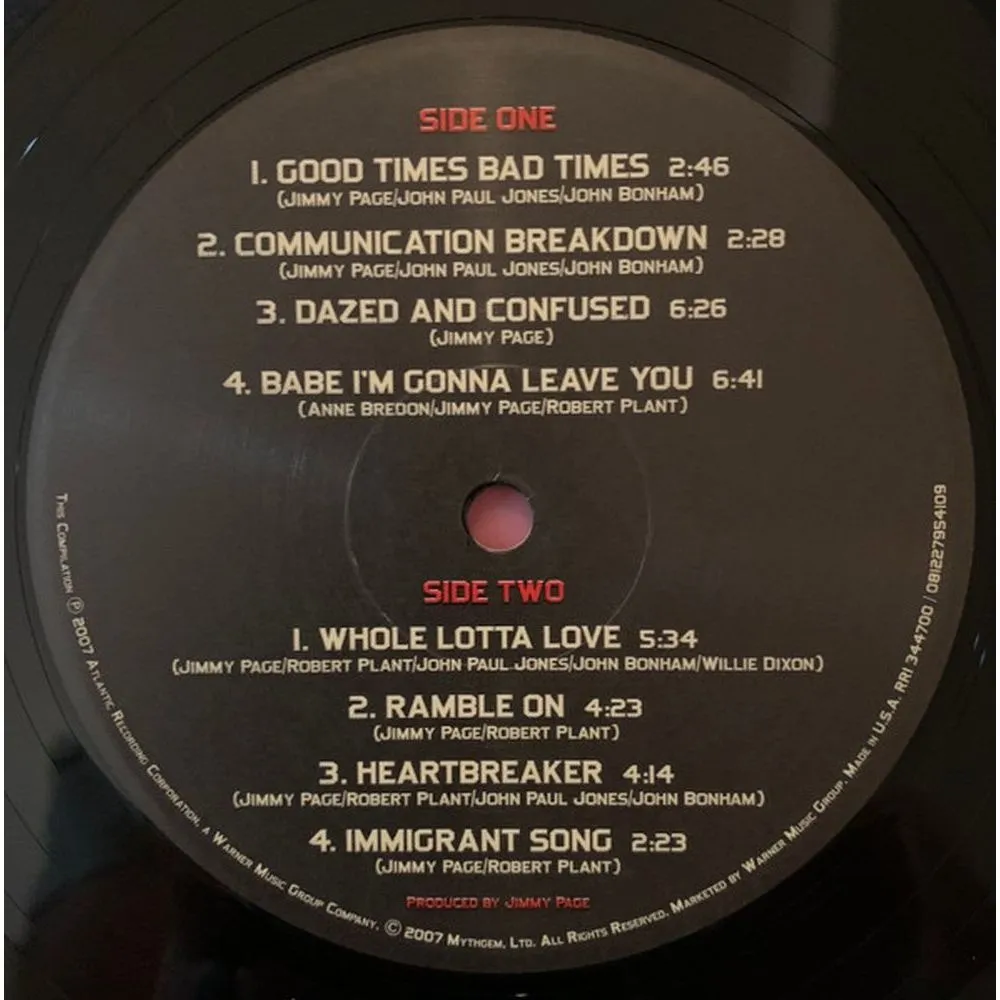 SIDE ONE
1. GOOD TIMES BAD TIMES 2:46
(JIMMY PAGE/JOHN PAUL JONES/JOHN BONHAM)
2. COMMUNICATION BREAKDOWN 2:28
(JIMMY PAGE/JOHN PAUL JONES/JOHN BONHAM)
3. DAZED AND CONFUSED 6:26
(JIMMY PAGE)
4. BABE I'M GONNA LEAVE YOU 6:41
(ANNE BREDON/JIMMY PAGE/ROBERT PLANT)
SIDE TWO
1. WHOLE LOTTA LOVE 5:34
(JIMMY PAGE/ROBERT PLANT/JOHN PAUL JONES/JOHN BONHAM/WILLIE DIXON)
2. RAMBLE ON 4:23
(JIMMY PAGE/ROBERT PLANT)
3. HEARTBREAKER 4:14
(JIMMY PAGE/ROBERT PLANT/JOHN PAUL JONES/JOHN BONHAM)
4. IMMIGRANT SONG 2:23
(JIMMY PAGE/ROBERT PLANT)
PRODUCED BY JIMMY PAGE
THIS COMPILATION ℗ 2007 ATLANTIC RECORDING CORPORATION, A WARNER MUSIC GROUP COMPANY. © 2007 MYTHGEM, LTD. ALL RIGHTS RESERVED. MARKETED BY WARNER MUSIC GROUP. MADE IN U.S.A. RR1 344700 / 081227954109